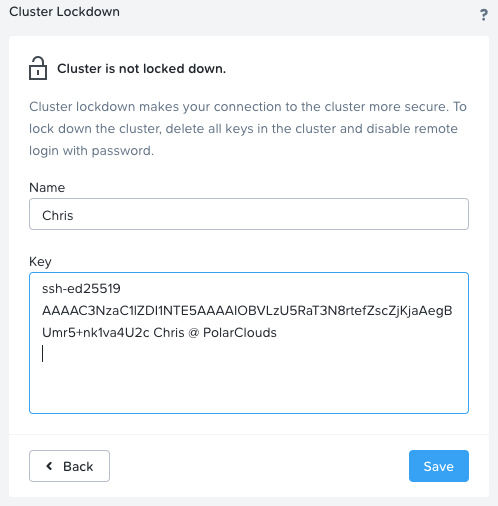 Cluster Lockdown
?
Cluster is not locked down.
Cluster lockdown makes your connection to the cluster more secure. To
lock down the cluster, delete all keys in the cluster and disable remote
login with password.
Name
Chris
Key
ssh-ed25519
AAAAC3NzaC1lZDI1NTE5AAAAIOBVLzU5RaT3N8rtefZscZjKjaAegB
Umr5+nk1va4U2c Chris @ PolarClouds
Back
Save